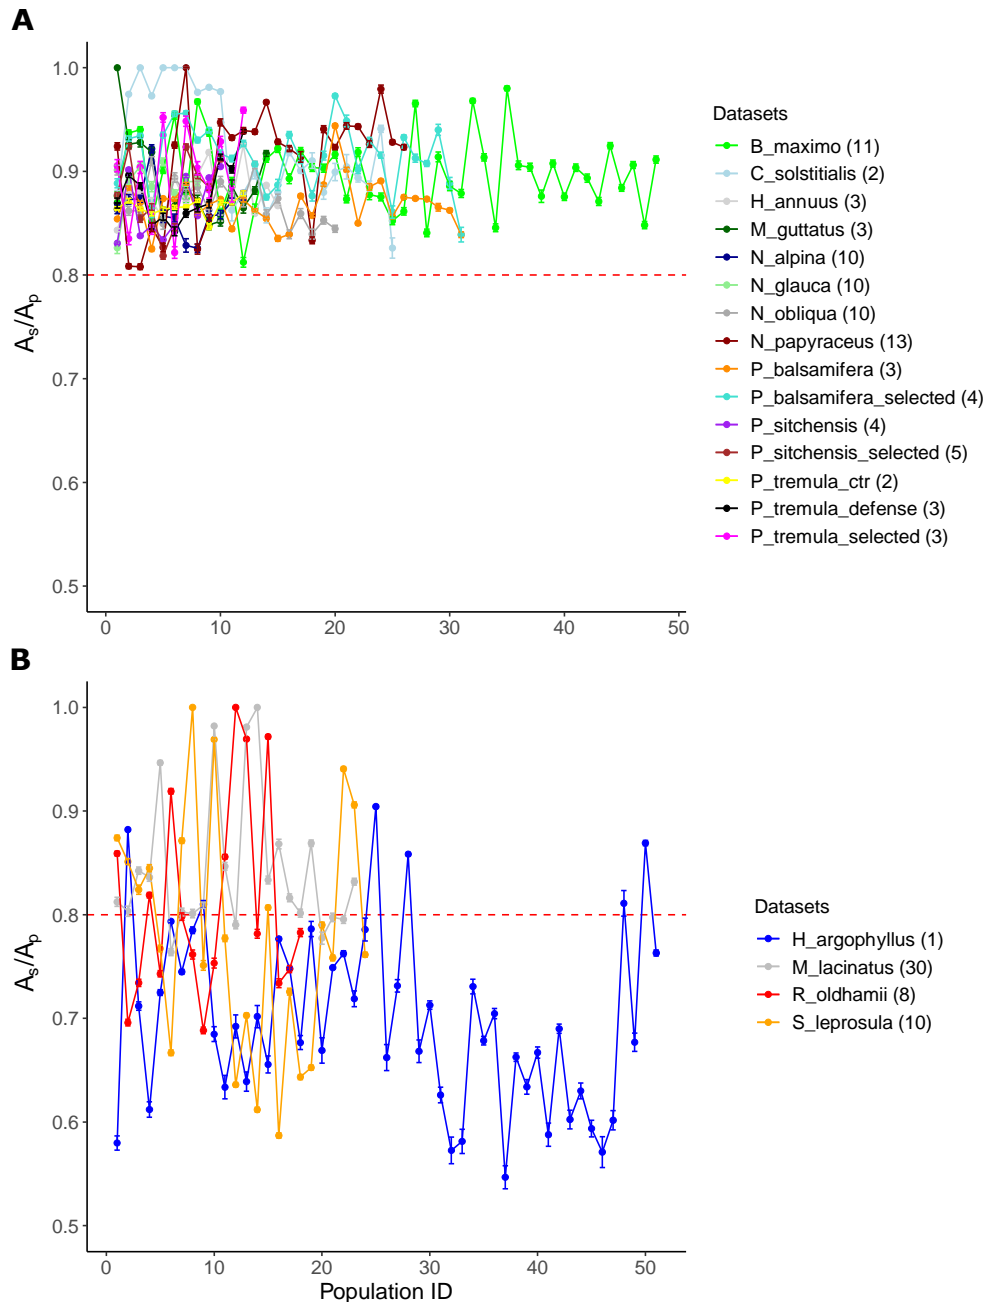 A
1.0
0.9
0.8
0.7
0.6
0.5
As/Ap
0 10 20 30 40 50
Datasets
B_maximo (11)
C_solstitialis (2)
H_annuus (3)
M_guttatus (3)
N_alpina (10)
N_glauca (10)
N_obliqua (10)
N_papyraceus (13)
P_balsamifera (3)
P_balsamifera_selected (4)
P_sitchensis (4)
P_sitchensis_selected (5)
P_tremula_ctr (2)
P_tremula_defense (3)
P_tremula_selected (3)
B
1.0
0.9
0.8
0.7
0.6
0.5
As/Ap
0 10 20 30 40 50
Population ID
Datasets
H_argophyllus (1)
M_lacinatus (30)
R_oldhamii (8)
S_leprosula (10)